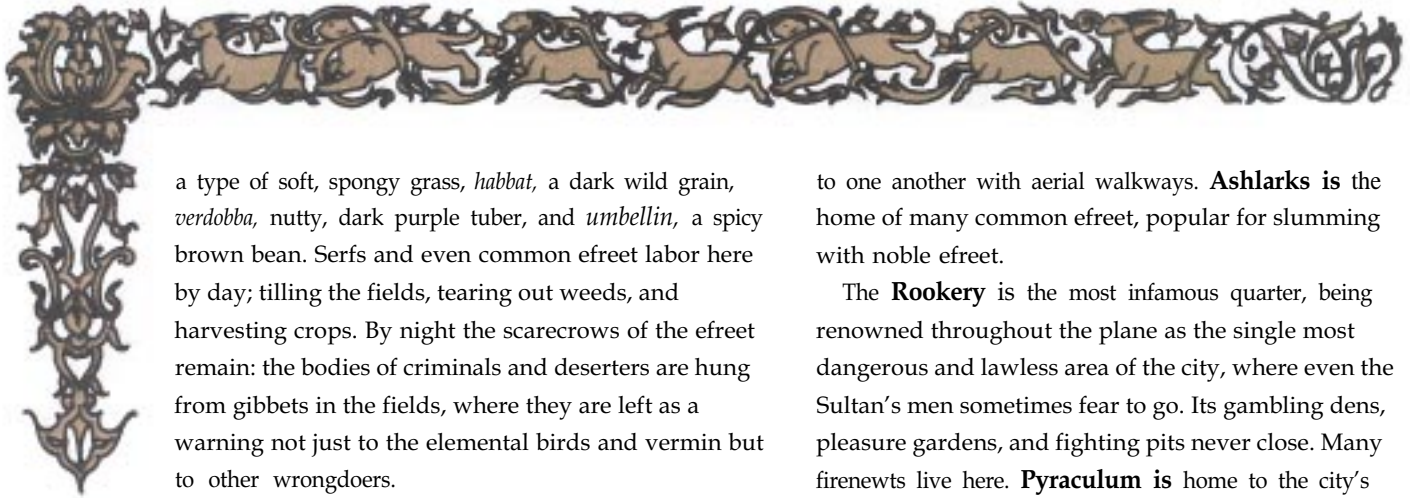 a type of soft, spongy grass, habbat, a dark wild grain,
verdobba, nutty, dark purple tuber, and umbellin, a spicy
brown bean. Serfs and even common efreet labor here
by day; tilling the fields, tearing out weeds, and
harvesting crops. By night the scarecrows of the efreet
remain: the bodies of criminals and deserters are hung
from gibbets in the fields, where they are left as a
warning not just to the elemental birds and vermin but
to other wrongdoers.
to one another with aerial walkways. Ashlarks is the
home of many common efreet, popular for slumming
with noble efreet.
The Rookery is the most infamous quarter, being
renowned throughout the plane as the single most
dangerous and lawless area of the city, where even the
Sultan's men sometimes fear to go. Its gambling dens,
pleasure gardens, and fighting pits never close. Many
firenewts live here. Pyraculum is home to the city's